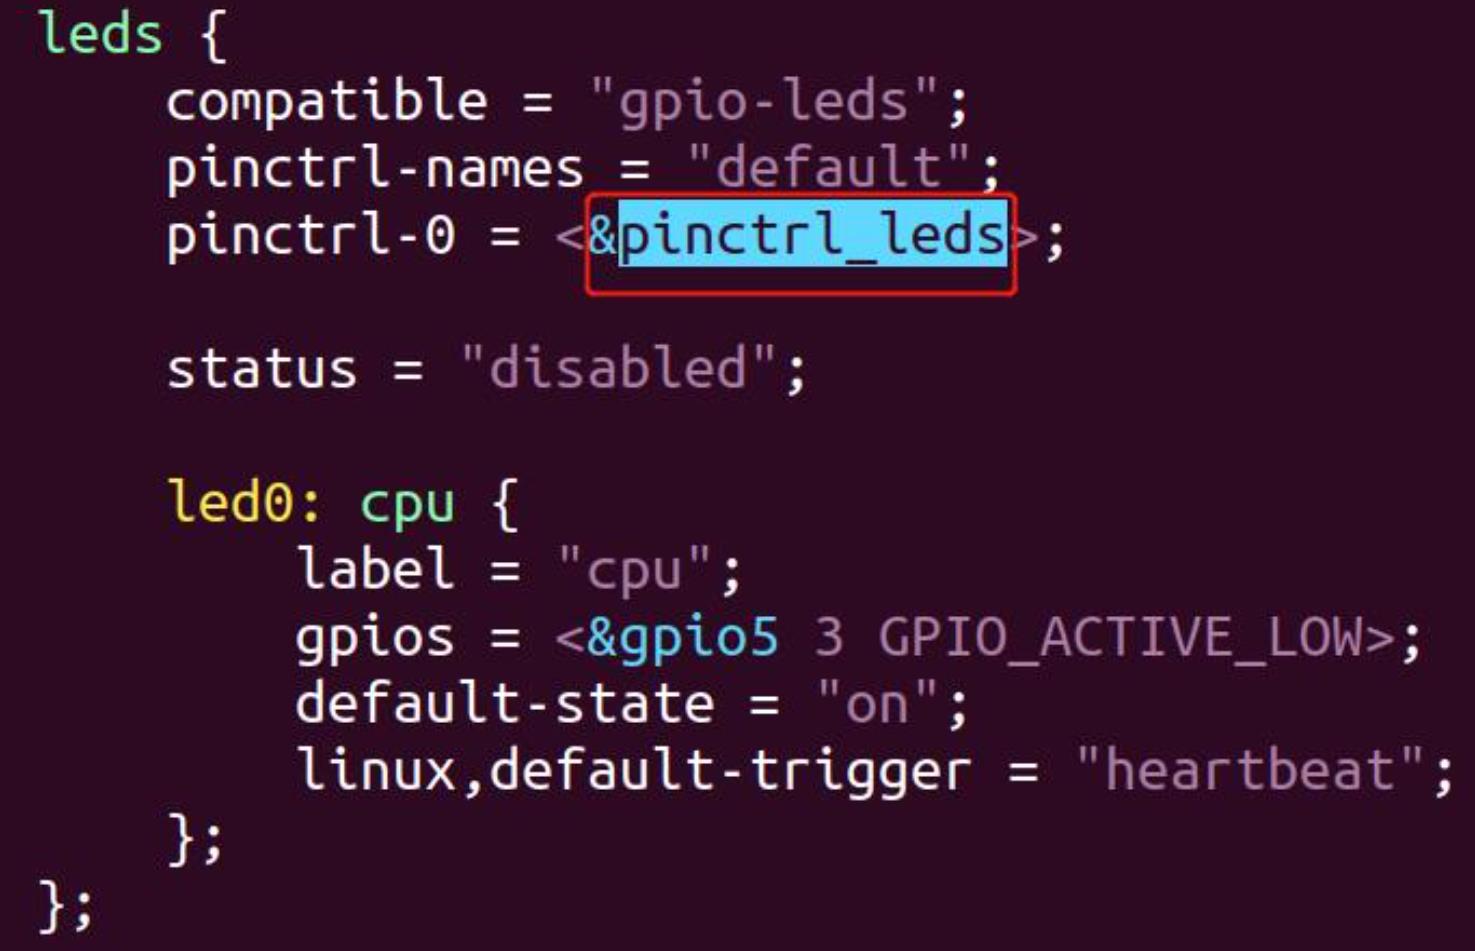 leds {
compatible = "gpio-leds";
pinctrl-names = "default";
pinctrl-0 = <&pinctrl_leds>;
status = "disabled";
led0: cpu {
label = "cpu";
gpios = <&gpio5 3 GPIO_ACTIVE_LOW>;
default-state = "on";
linux,default-trigger = "heartbeat";
};
};